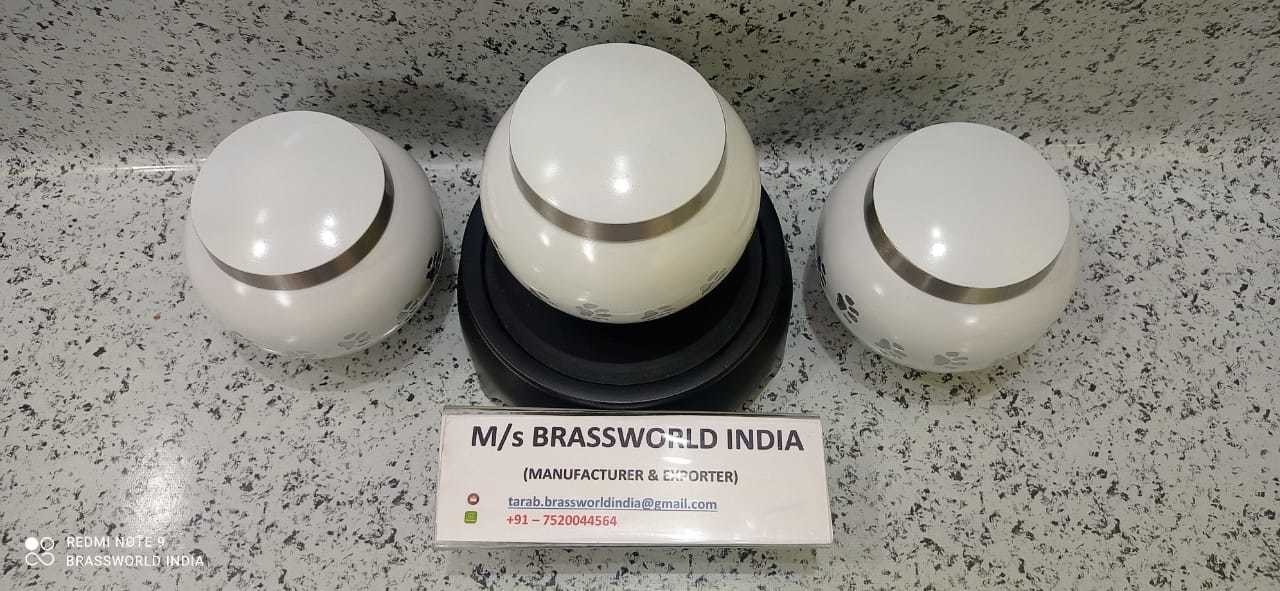 M/s BRASSWORLD INDIA
(MANUFACTURER & EXPORTER)
tarab.brassworldindia@gmail.com
+91 – 7520044564
REDMI NOTE 9
BRASSWORLD INDIA